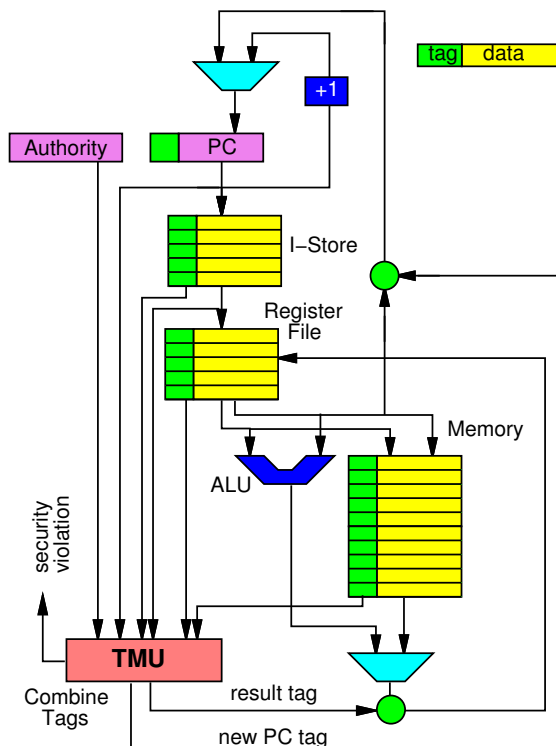 tag data
+1
Authority
PC
I−Store
Register
File
Memory
ALU
security
violation
TMU
Combine
Tags
result tag
new PC tag